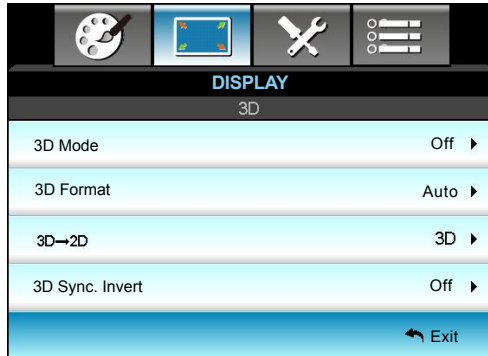 DISPLAY
3D
3D Mode Off
3D Format Auto
3D→2D 3D
3D Sync. Invert Off
Exit